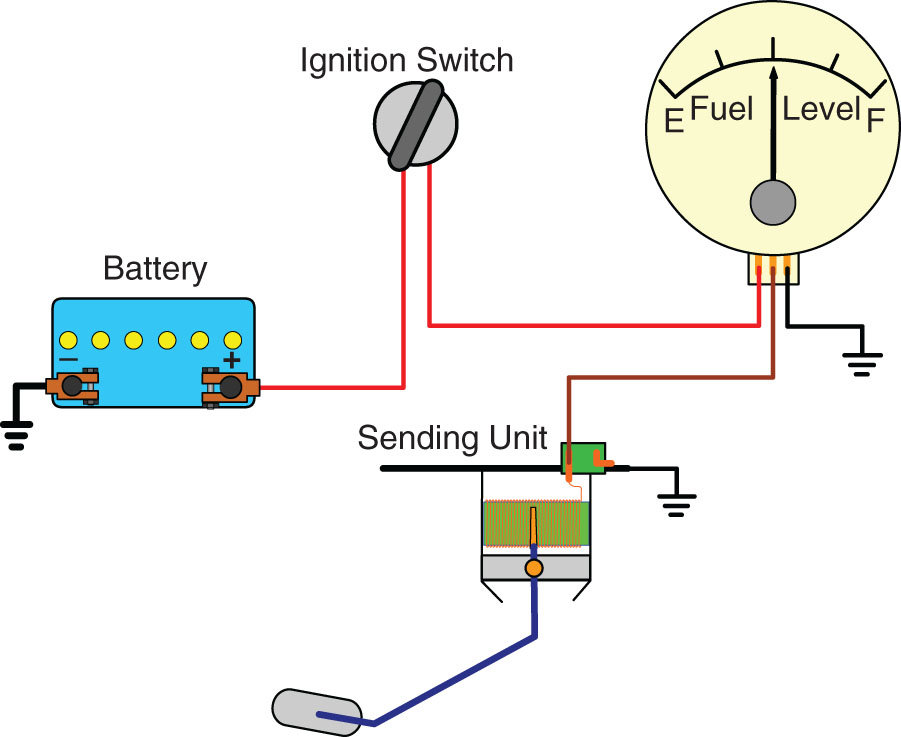 Ignition Switch
Fuel Level
E F
Battery
− +
Sending Unit